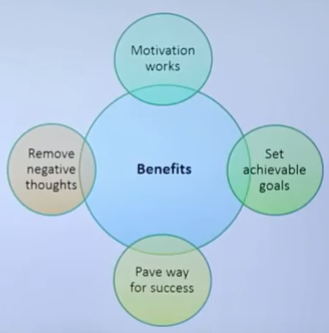 Motivation
works
Remove
negative
thoughts
Benefits
Set
achievable
goals
Pave way
for success